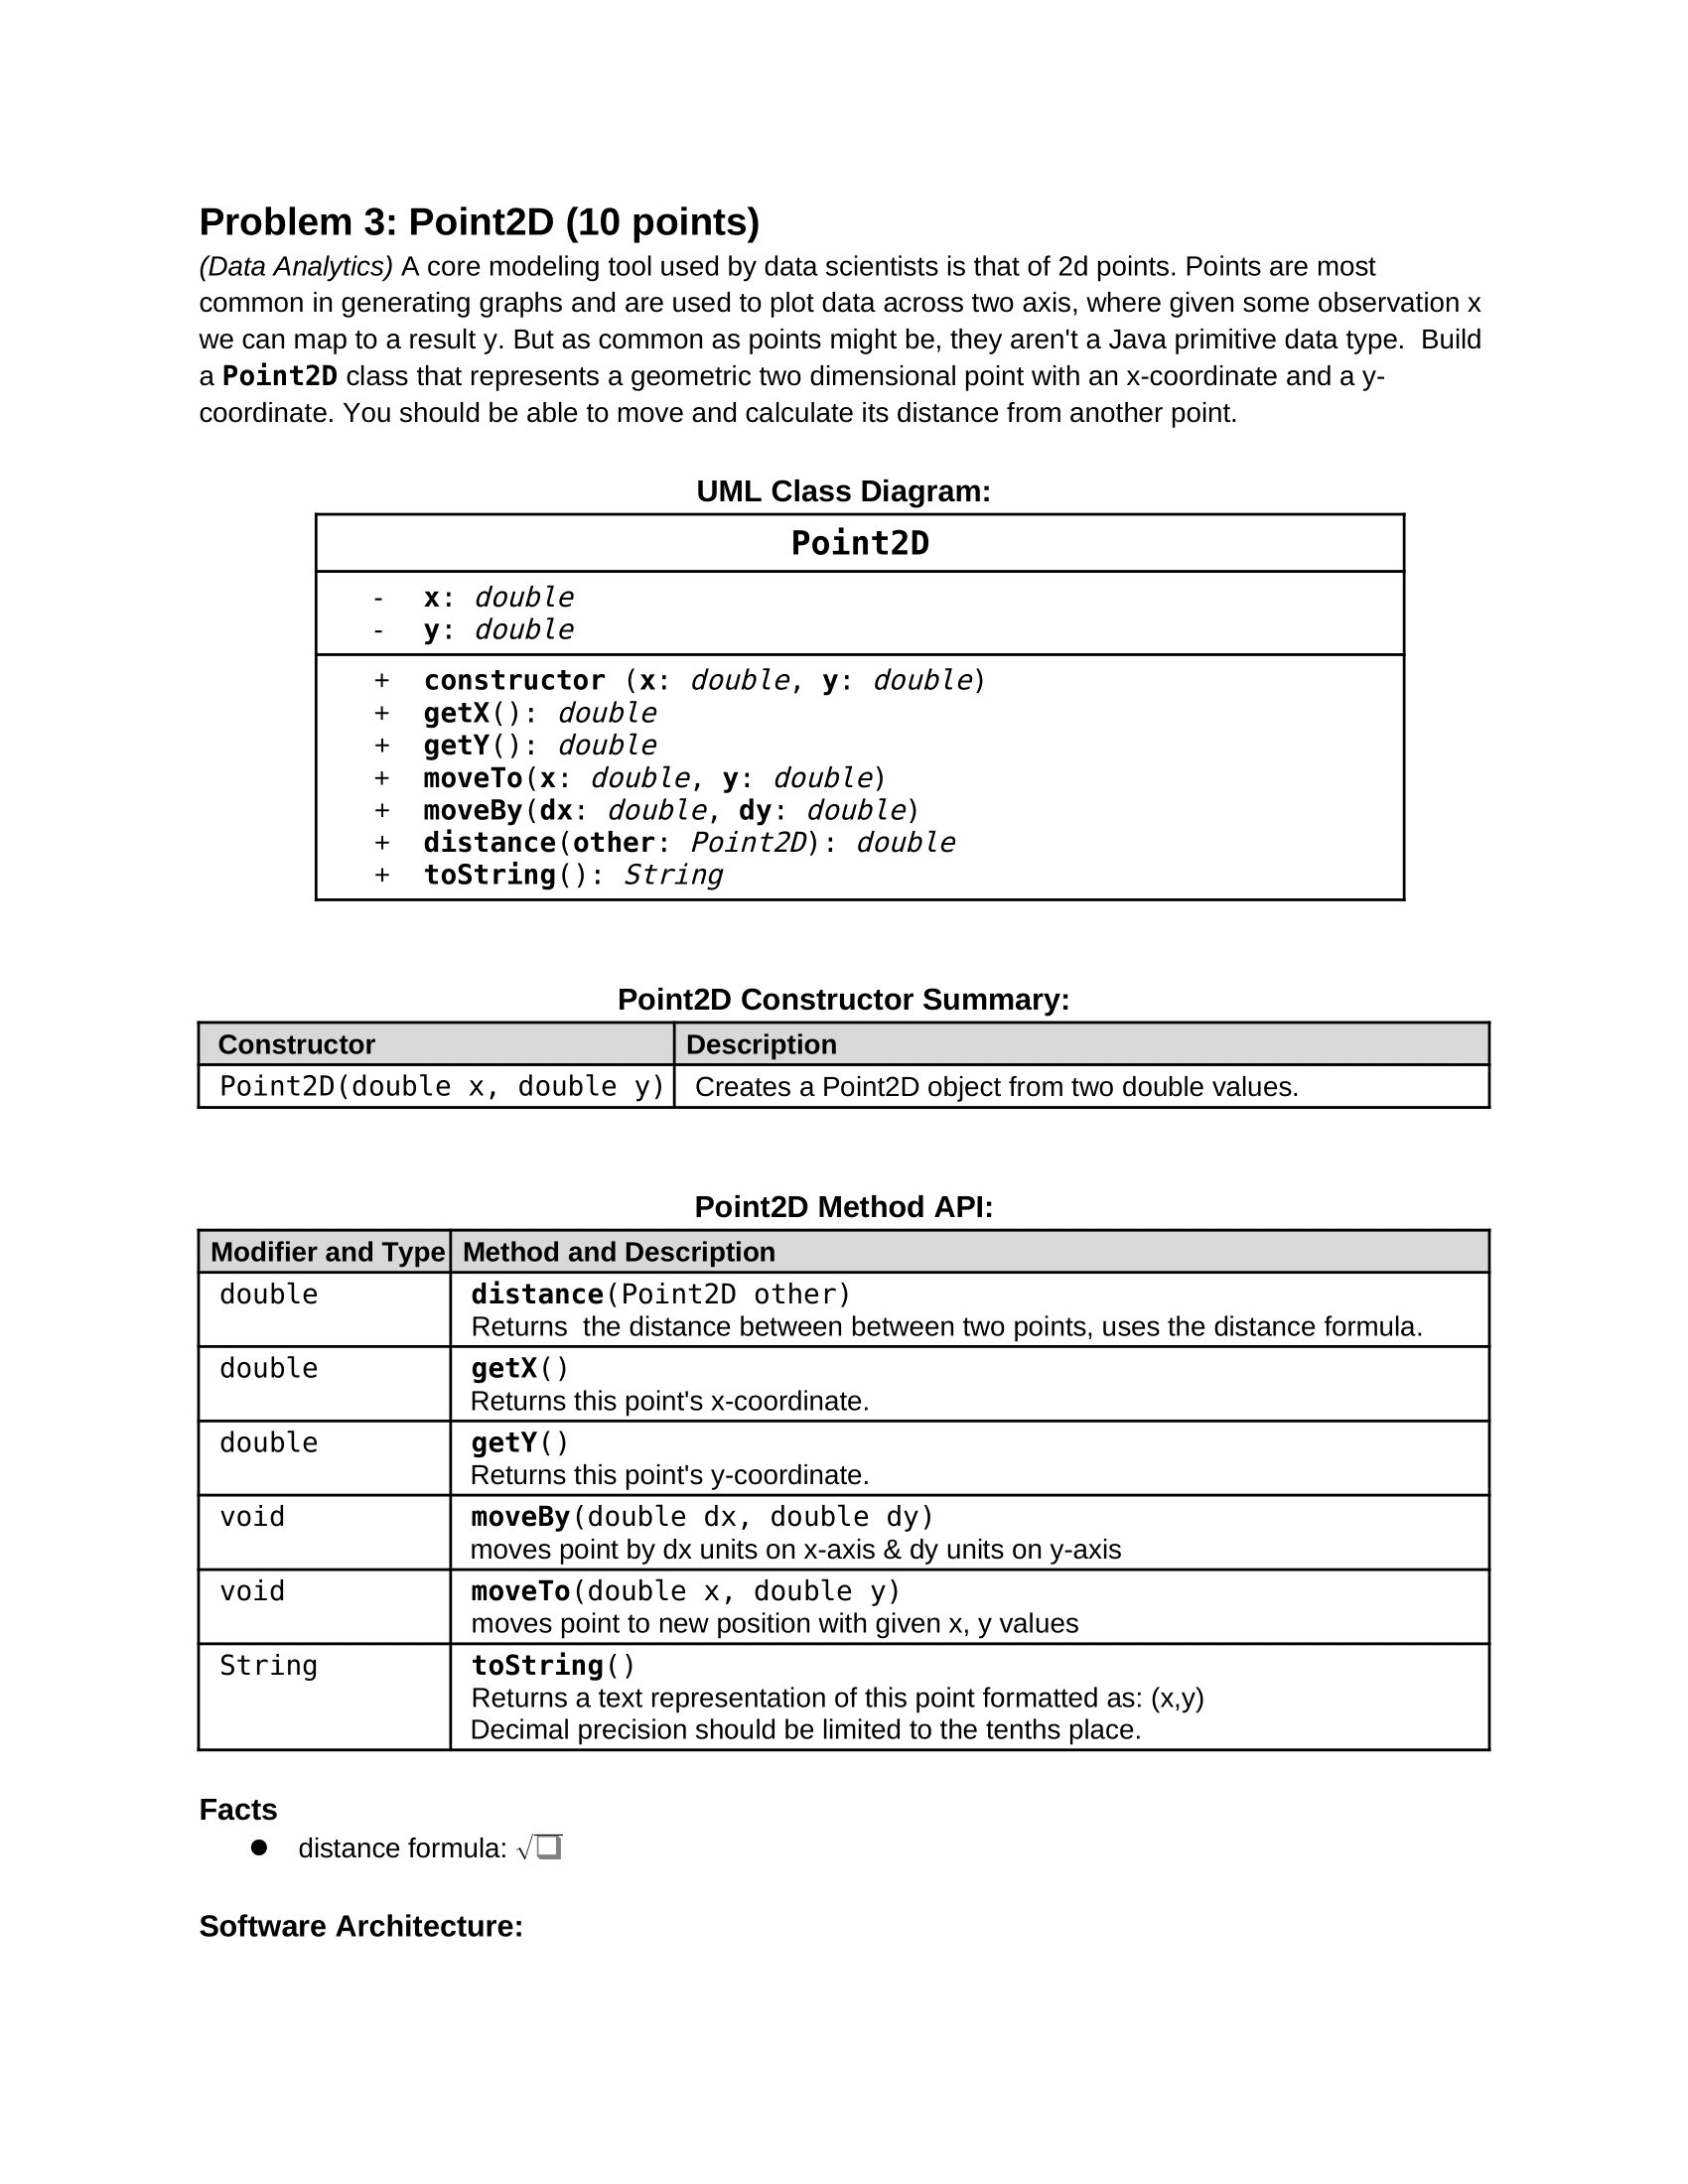 Problem 3: Point2D (10 points)
(Data Analytics) A core modeling tool used by data scientists is that of 2d points. Points are most
common in generating graphs and are used to plot data across two axis, where given some observation x
we can map to a result y. But as common as points might be, they aren't a Java primitive data type.  Build
a Point2D class that represents a geometric two dimensional point with an x-coordinate and a y-
coordinate. You should be able to move and calculate its distance from another point.
UML Class Diagram:
Point2D
- x: double
- y: double
+ constructor (x: double, y: double)
+ getX(): double
+ getY(): double
+ moveTo(x: double, y: double)
+ moveBy(dx: double, dy: double)
+ distance(other: Point2D): double
+ toString(): String
Point2D Constructor Summary:
Constructor Description
Point2D(double x, double y) Creates a Point2D object from two double values.
Point2D Method API:
Modifier and Type Method and Description
double distance(Point2D other)
Returns  the distance between between two points, uses the distance formula.
double getX()
Returns this point's x-coordinate.
double getY()
Returns this point's y-coordinate.
void moveBy(double dx, double dy)
moves point by dx units on x-axis & dy units on y-axis
void moveTo(double x, double y)
moves point to new position with given x, y values
String toString()
Returns a text representation of this point formatted as: (x,y)
Decimal precision should be limited to the tenths place.
Facts
● distance formula: √❑
Software Architecture: